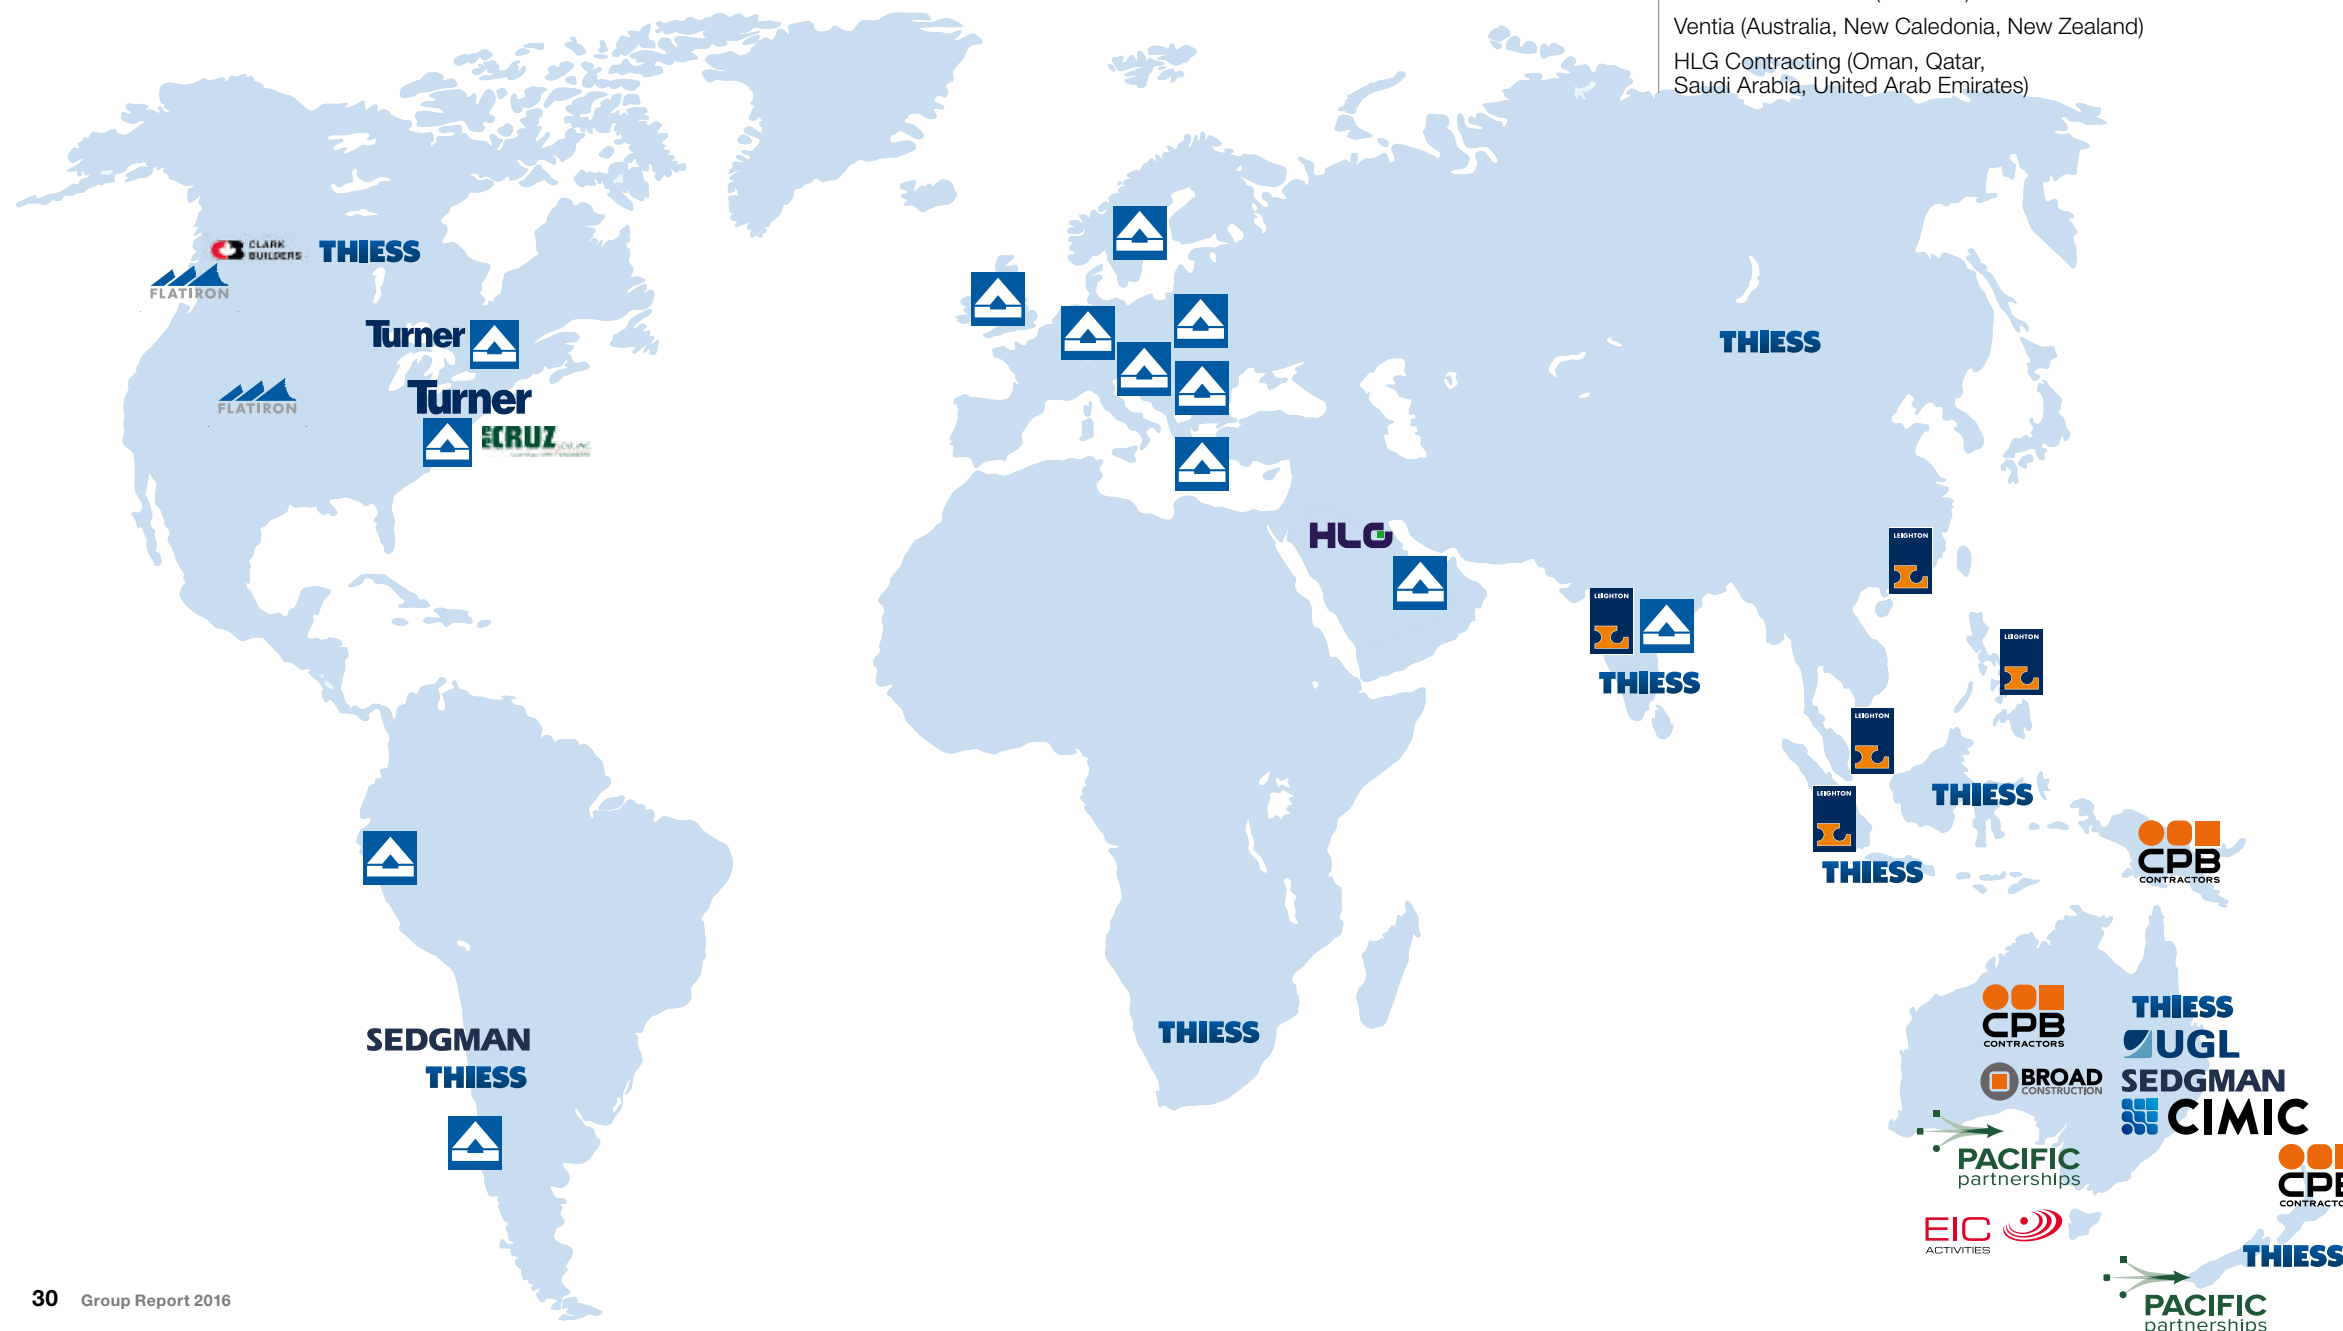 Ventia (Australia, New Caledonia, New Zealand)
HLG Contracting (Oman, Qatar,
Saudi Arabia, United Arab Emirates)
CLARK
BUILDERS
THIESS
FLATIRON
Turner
THIESS
FLATIRON
Turner
CRUZ
HLG
LEIGHTON
L
LEIGHTON
L
THIESS
LEIGHTON
L
LEIGHTON
L
THIESS
LEIGHTON
L
THIESS
CPB
CONTRACTORS
SEDGMAN
THIESS
THIESS
CPB
CONTRACTORS
THIESS
UGL
BROAD
CONSTRUCTION
SEDGMAN
CIMIC
PACIFIC
partnerships
CPB
EIC
ACTIVITIES
THIESS
PACIFIC
partnerships
30 Group Report 2016